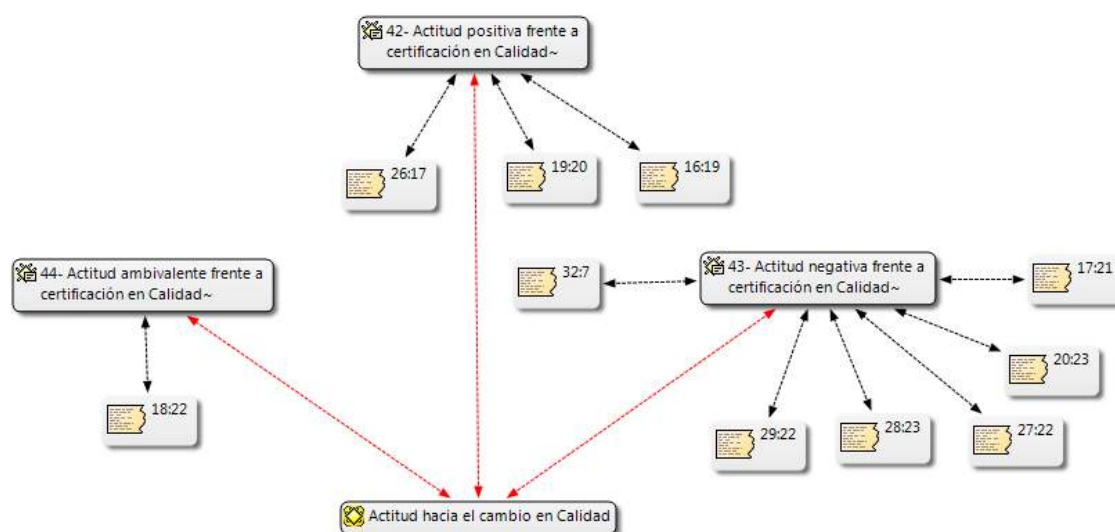 42- Actitud positiva frente a
certificación en Calidad~
26:17
19:20
16:19
44- Actitud ambivalente frente a
certificación en Calidad~
18:22
32:7
43- Actitud negativa frente a
certificación en Calidad~
17:21
20:23
29:22
28:23
27:22
Actitud hacia el cambio en Calidad